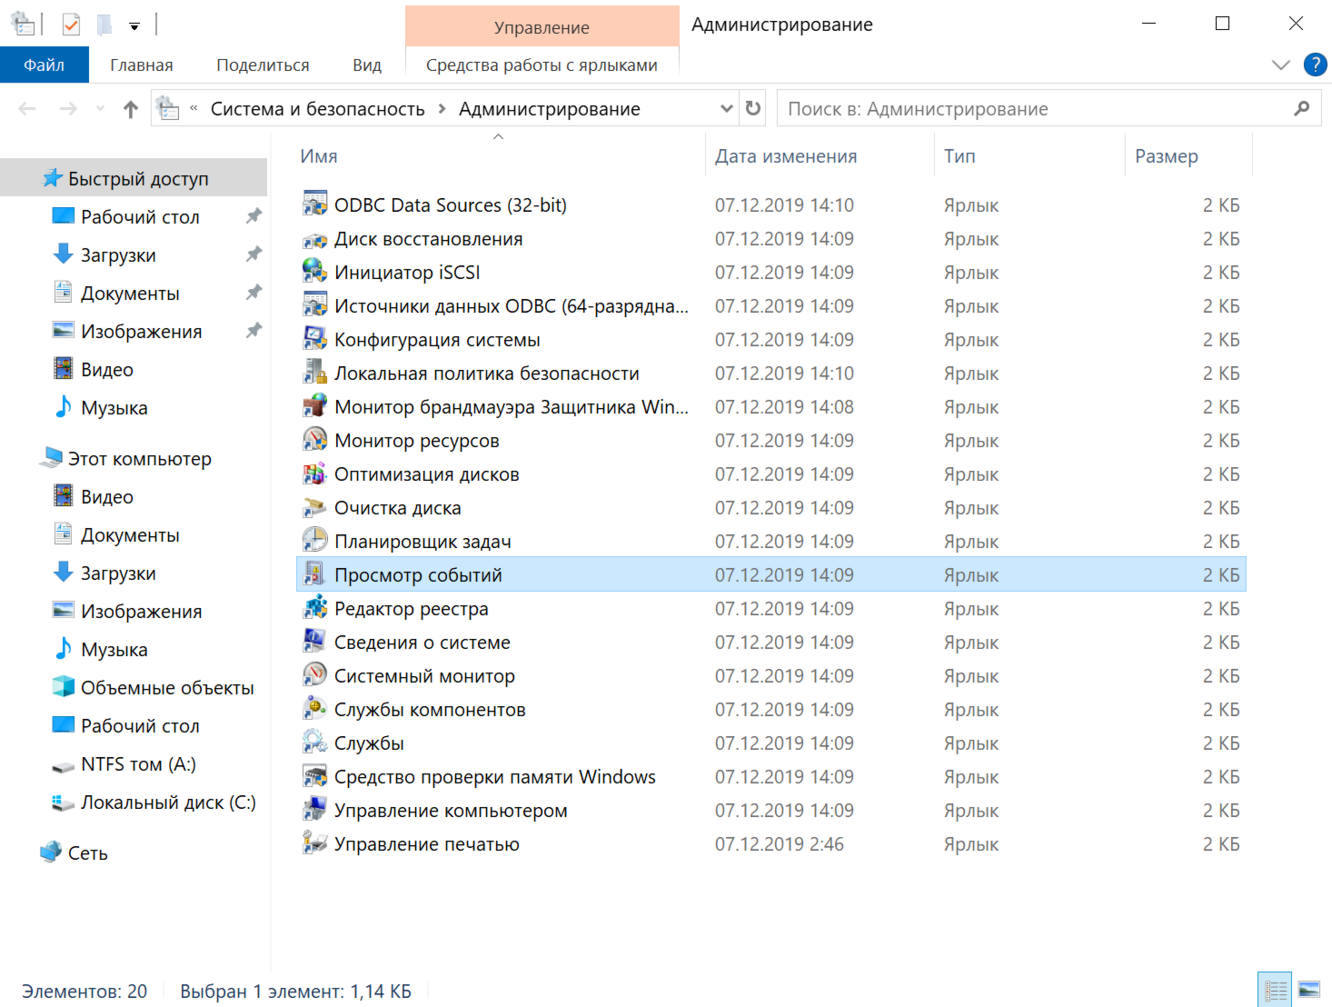 Управление
Администрирование
Файл
Главная
Поделиться
Вид
Средства работы с ярлыками
?
« Система и безопасность > Администрирование
Поиск в: Администрирование
Быстрый доступ
Рабочий стол
Загрузки
Документы
Изображения
Видео
Музыка
Этот компьютер
Видео
Документы
Загрузки
Изображения
Музыка
Объемные объекты
Рабочий стол
NTFS том (A:)
Локальный диск (C:)
Сеть
Имя Дата изменения Тип Размер
ODBC Data Sources (32-bit) 07.12.2019 14:10 Ярлык 2 КБ
Диск восстановления 07.12.2019 14:09 Ярлык 2 КБ
Инициатор iSCSI 07.12.2019 14:09 Ярлык 2 КБ
Источники данных ODBC (64-разрядна... 07.12.2019 14:09 Ярлык 2 КБ
Конфигурация системы 07.12.2019 14:09 Ярлык 2 КБ
Локальная политика безопасности 07.12.2019 14:10 Ярлык 2 КБ
Монитор брандмауэра Защитника Win... 07.12.2019 14:08 Ярлык 2 КБ
Монитор ресурсов 07.12.2019 14:09 Ярлык 2 КБ
Оптимизация дисков 07.12.2019 14:09 Ярлык 2 КБ
Очистка диска 07.12.2019 14:09 Ярлык 2 КБ
Планировщик задач 07.12.2019 14:09 Ярлык 2 КБ
Просмотр событий 07.12.2019 14:09 Ярлык 2 КБ
Редактор реестра 07.12.2019 14:09 Ярлык 2 КБ
Сведения о системе 07.12.2019 14:09 Ярлык 2 КБ
Системный монитор 07.12.2019 14:09 Ярлык 2 КБ
Службы компонентов 07.12.2019 14:09 Ярлык 2 КБ
Службы 07.12.2019 14:09 Ярлык 2 КБ
Средство проверки памяти Windows 07.12.2019 14:09 Ярлык 2 КБ
Управление компьютером 07.12.2019 14:09 Ярлык 2 КБ
Управление печатью 07.12.2019 2:46 Ярлык 2 КБ
Элементов: 20
Выбран 1 элемент: 1,14 КБ